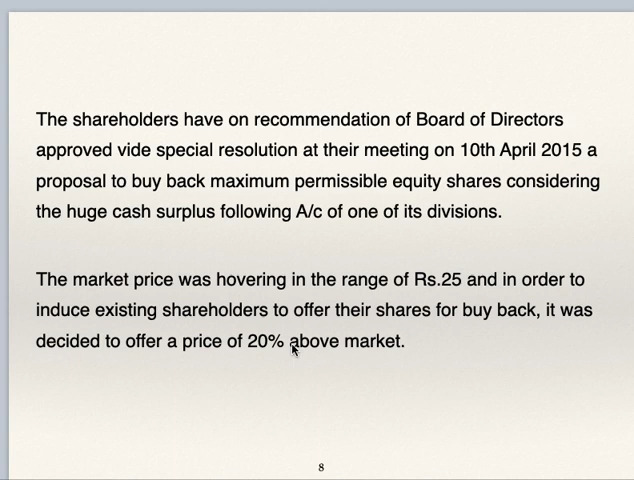 The shareholders have on recommendation of Board of Directors
approved vide special resolution at their meeting on 10th April 2015 a
proposal to buy back maximum permissible equity shares considering
the huge cash surplus following A/c of one of its divisions.
The market price was hovering in the range of Rs.25 and in order to
induce existing shareholders to offer their shares for buy back, it was
decided to offer a price of 20% above market.
8